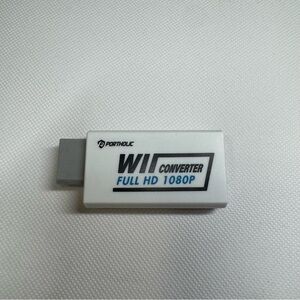 PORTHOLIC
WII CONVERTER
FULL HD 1080P